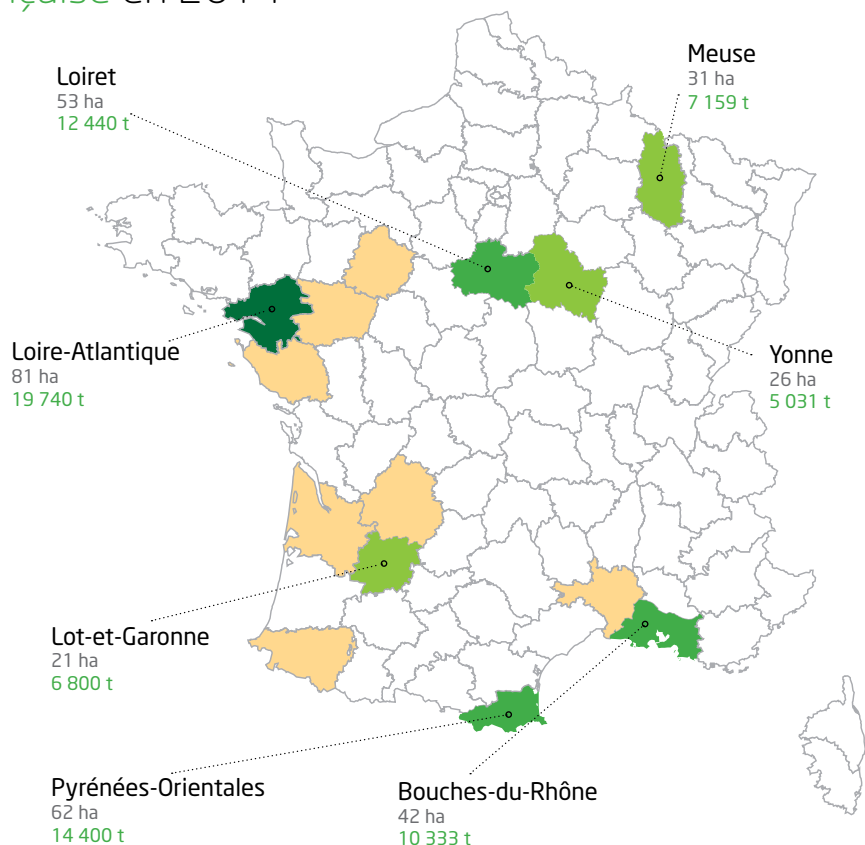 en 2014
Loiret
53 ha
12 440 t
Meuse
31 ha
7 159 t
Loire-Atlantique
81 ha
19 740 t
Yonne
26 ha
5 031 t
Lot-et-Garonne
21 ha
6 800 t
Pyrénées-Orientales
62 ha
14 400 t
Bouches-du-Rhône
42 ha
10 333 t